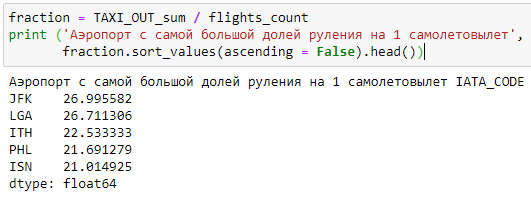 fraction = TAXI_OUT_sum / flights_count
print ('Аэропорт с самой большой долей руления на 1 самолетовылет',
fraction.sort_values(ascending = False).head())
Аэропорт с самой большой долей руления на 1 самолетовылет IATA_CODE
JFK 26.995582
LGA 26.711306
ITH 22.533333
PHL 21.691279
ISN 21.014925
dtype: float64